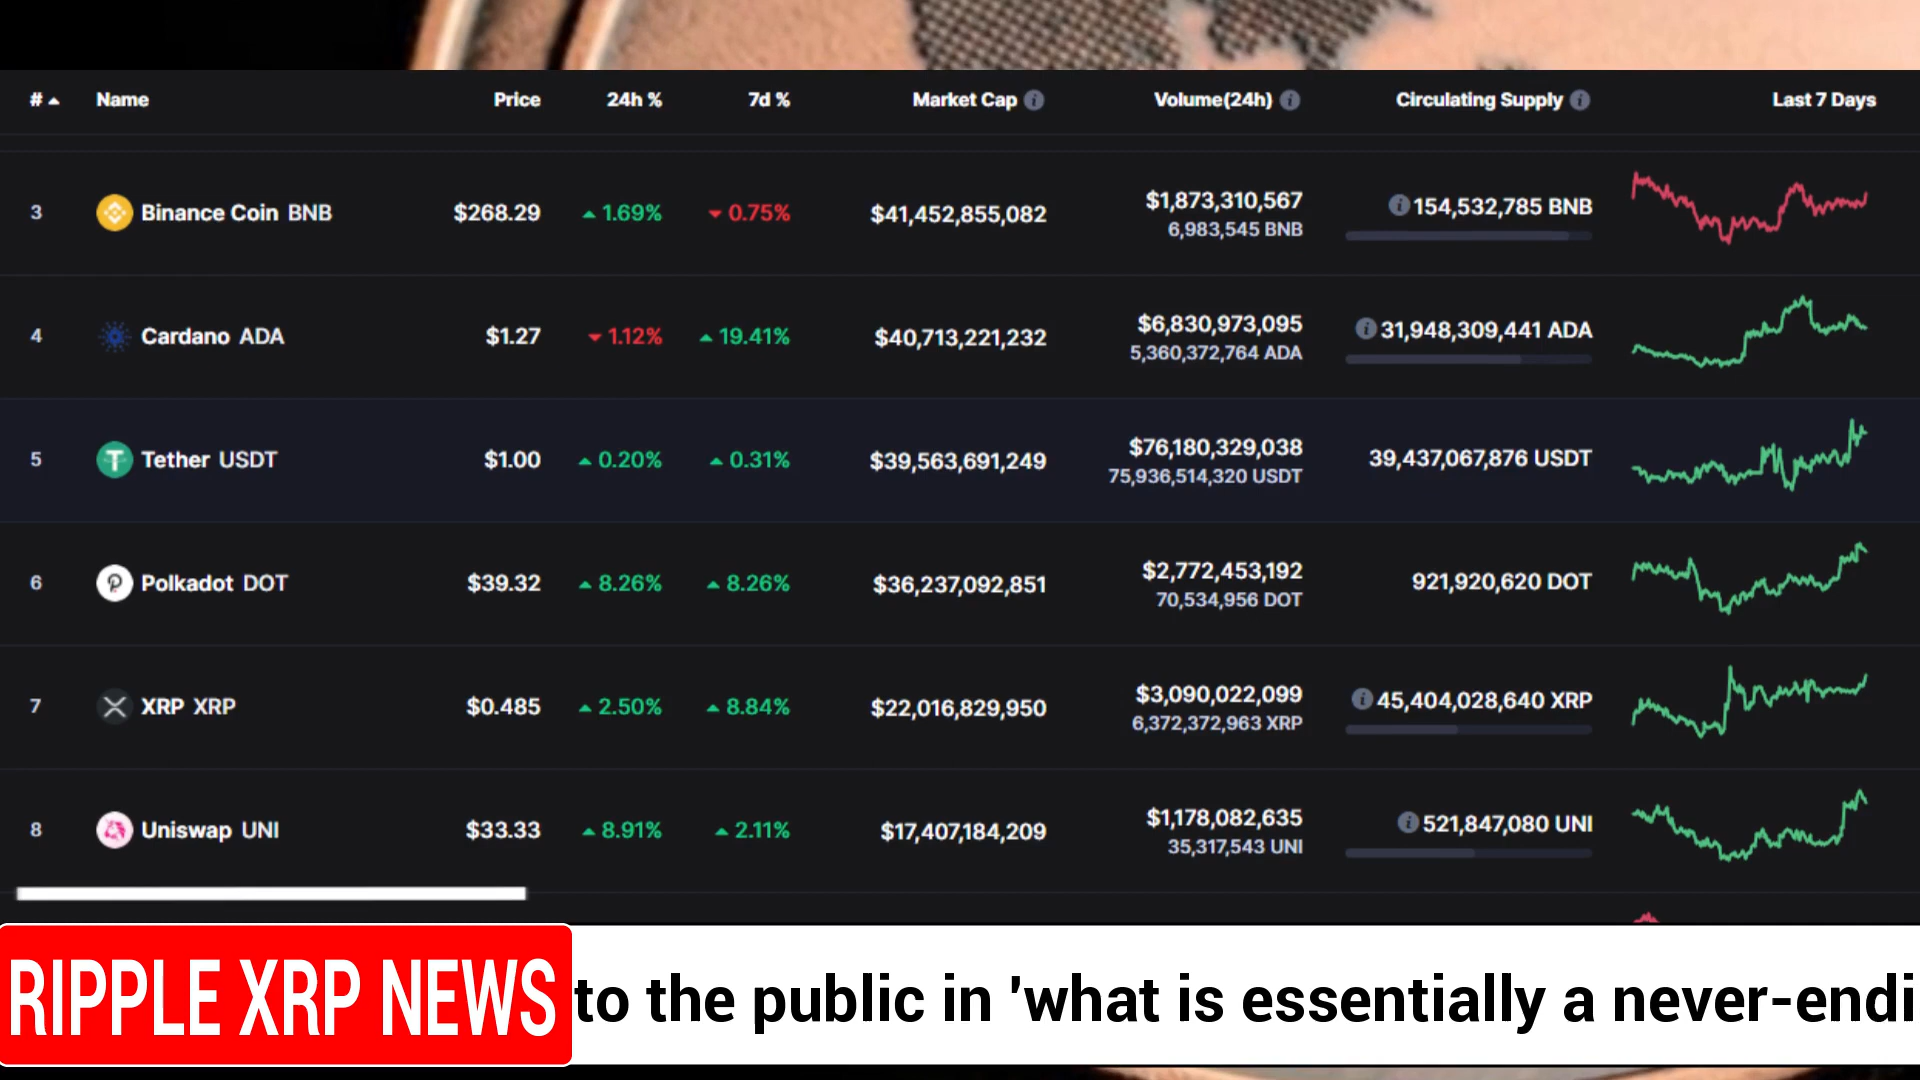 # Name Price 24h % 7d % Market Cap Volume(24h) Circulating Supply Last 7 Days
3 Binance Coin BNB $268.29 1.69% 0.75% $41,452,855,082 $1,873,310,567 154,532,785 BNB
6,983,545 BNB
4 Cardano ADA $1.27 1.12% 19.41% $40,713,221,232 $6,830,973,095 31,948,309,441 ADA
5,360,372,764 ADA
5 Tether USDT $1.00 0.20% 0.31% $39,563,691,249 $76,180,329,038 39,437,067,876 USDT
75,936,514,320 USDT
6 Polkadot DOT $39.32 8.26% 8.26% $36,237,092,851 $2,772,453,192 921,920,620 DOT
70,534,956 DOT
7 XRP XRP $0.485 2.50% 8.84% $22,016,829,950 $3,090,022,099 45,404,028,640 XRP
6,372,372,963 XRP
8 Uniswap UNI $33.33 8.91% 2.11% $17,407,184,209 $1,178,082,635 521,847,080 UNI
35,317,543 UNI
RIPPLE XRP NEWS to the public in 'what is essentially a never-endi